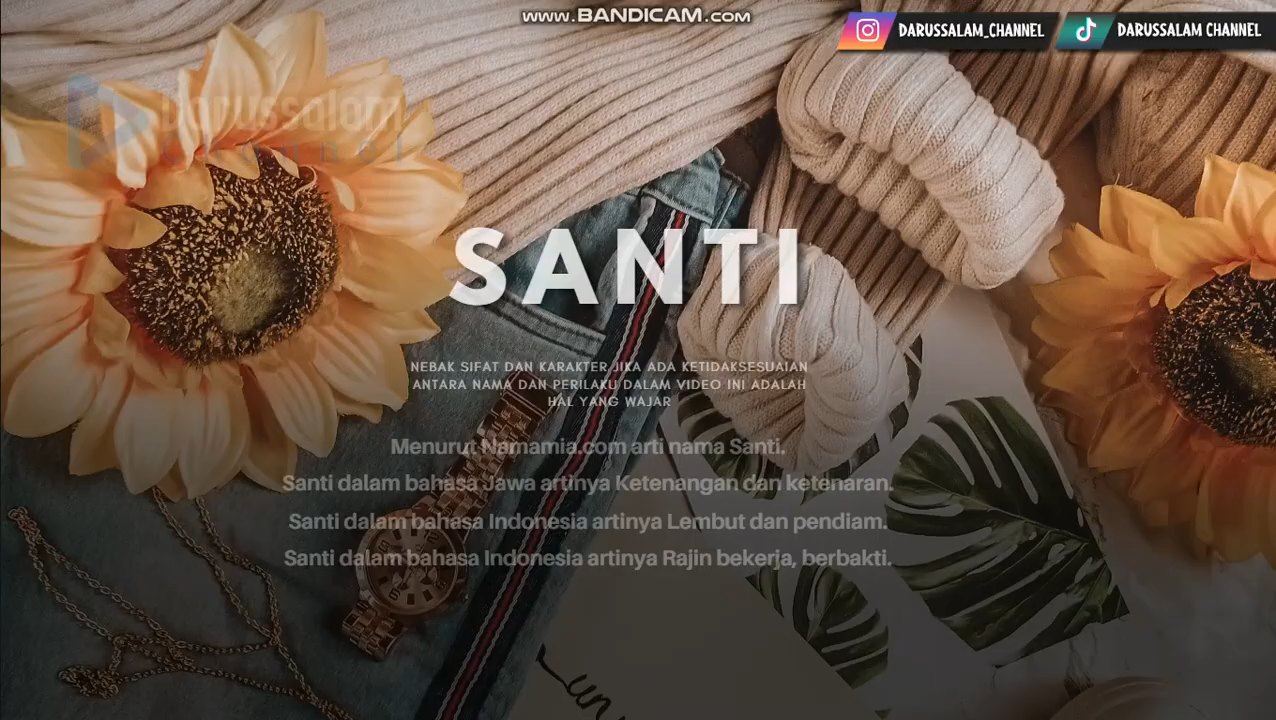 www.BANDICAM.com
DARUSSALAM_CHANNEL
DARUSSALAM CHANNEL
Darussalam
Channel
SANTI
NEBAK SIFAT DAN KARAKTER JIKA ADA KETIDAKSESUAIAN
ANTARA NAMA DAN PERILAKU DALAM VIDEO INI ADALAH
HAL YANG WAJAR
Menurut Namamia.com arti nama Santi.
Santi dalam bahasa Jawa artinya Ketenangan dan ketenaran.
Santi dalam bahasa Indonesia artinya Lembut dan pendiam.
Santi dalam bahasa Indonesia artinya Rajin bekerja, berbakti.